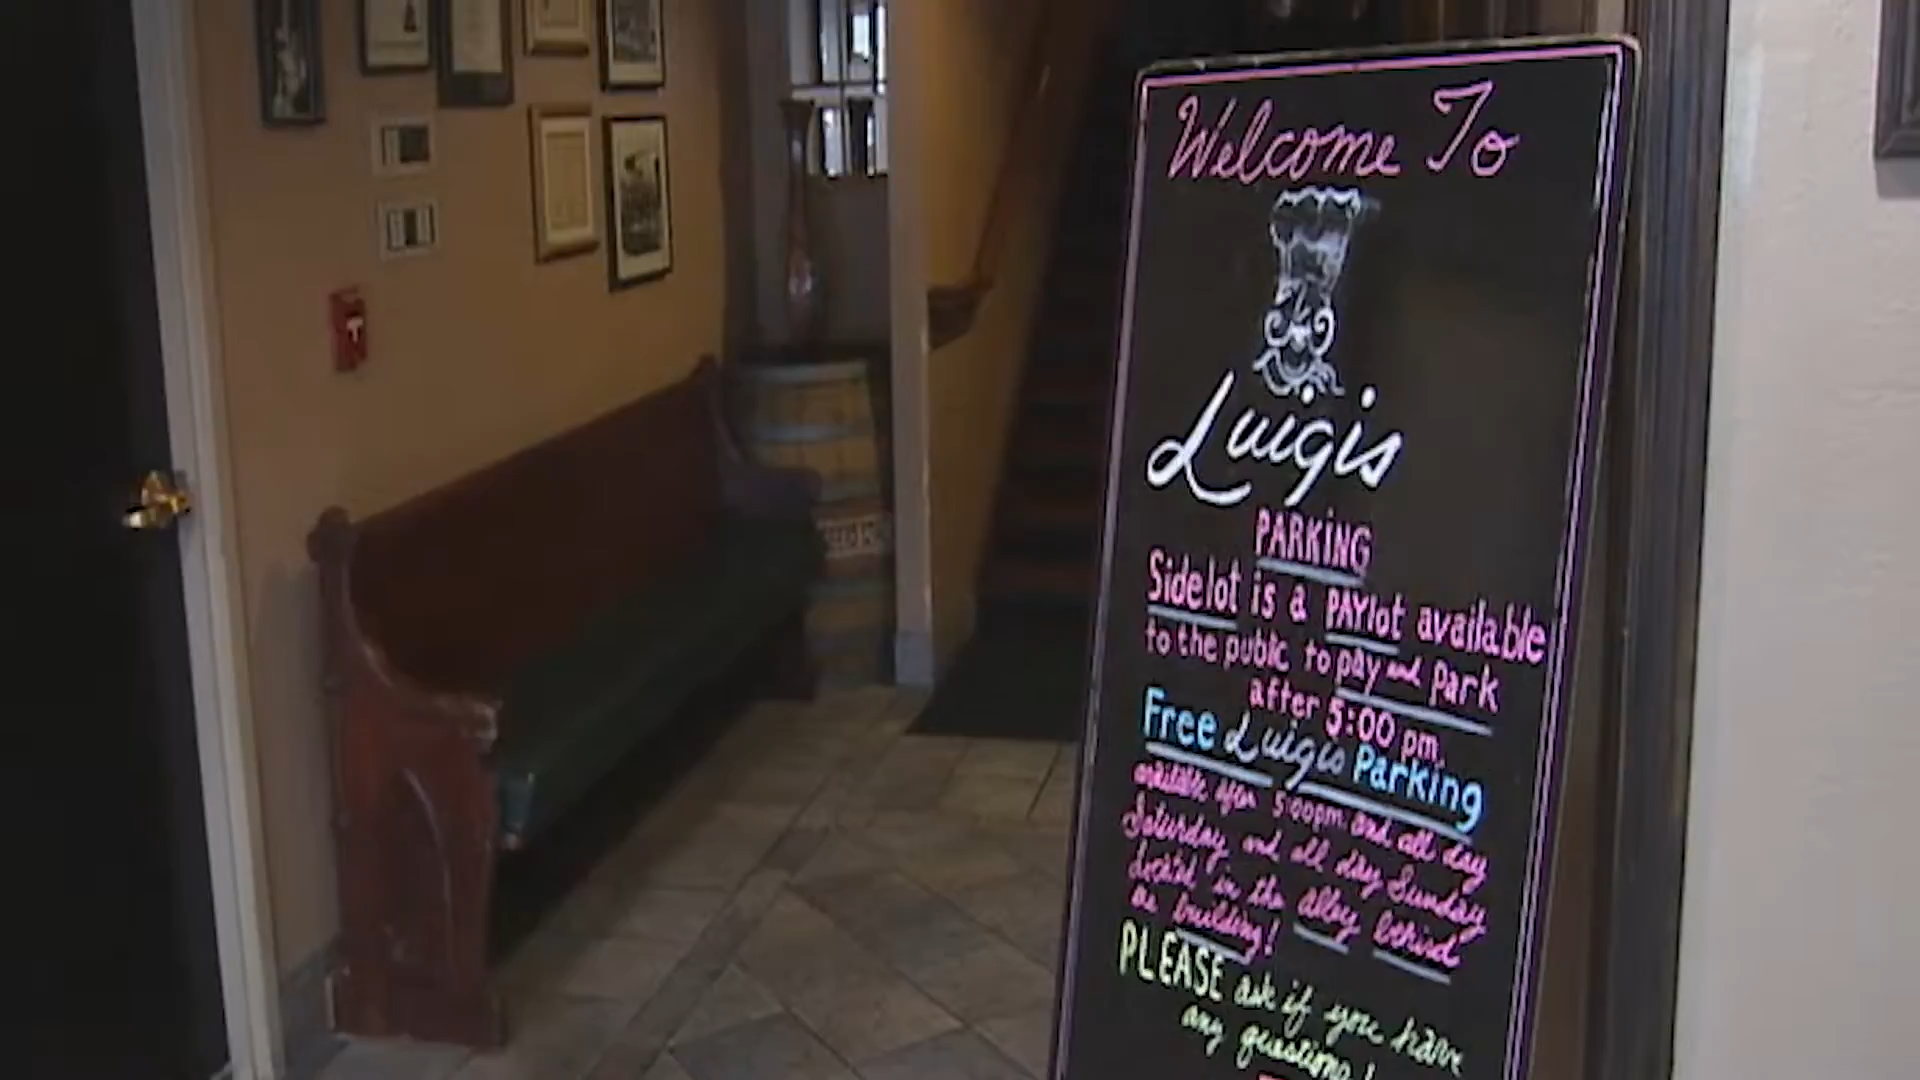 Welcome To
Luigis
PARKING
Sidelot is a PAYlot available
to the public to pay and park
after 5:00 pm.
Free Luigis Parking
available after 5:00pm and all day
Saturday and all day Sunday
Located in the alley behind
the building!
PLEASE ask if you have
any questions!